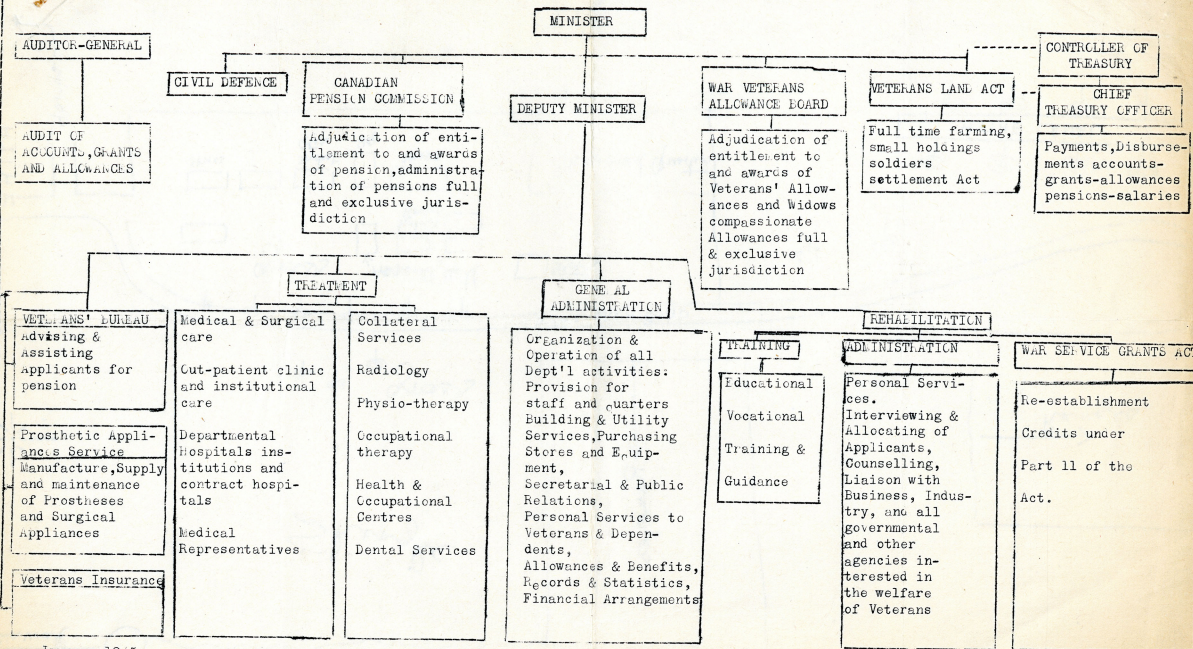 MINISTER
AUDITOR-GENERAL
AUDIT OF
ACCOUNTS,GRANTS
AND ALLOWANCES
CIVIL DEFENCE
CANADIAN
PENSION COMMISSION
Adjudication of enti-
tlement to and awards
of pension,administra-
tion of pensions full
and exclusive juris-
diction
DEPUTY MINISTER
WAR VETERANS
ALLOWANCE BOARD
Adjudication of
entitlement to
and awards of
Veterans' Allow-
ances and Widows
compassionate
Allowances full
& exclusive
jurisdiction
VETERANS LAND ACT
Full time farming,
small holdings
soldiers
settlement Act
CONTROLLER OF
TREASURY
CHIEF
TREASURY OFFICER
Payments,Disburse-
ments accounts-
grants-allowances
pensions-salaries
VETERANS' BUREAU
Advising &
Assisting
Applicants for
pension
Prosthetic Appli-
ances Service
Manufacture,Supply
and maintenance
of Prostheses
and Surgical
Appliances
Veterans Insurance
TREATMENT
Medical & Surgical
care
Out-patient clinic
and institutional
care
Departmental
Hospitals ins-
titutions and
contract hospi-
tals
Medical
Representatives
Collateral
Services
Radiology
Physio-therapy
Occupational
therapy
Health &
Occupational
Centres
Dental Services
GENE AL
ADMINISTRATION
Organization &
Operation of all
Dept'l activities:
Provision for
staff and quarters
Building & Utility
Services,Purchasing
Stores and Equip-
ment,
Secretarial & Public
Relations,
Personal Services to
Veterans & Depen-
dents,
Allowances & Benefits,
Records & Statistics,
Financial Arrangements
REHABILITATION
TRAINING
Educational
Vocational
Training &
Guidance
ADMINISTRATION
Personal Servi-
ces.
Interviewing &
Allocating of
Applicants,
Counselling,
Liaison with
Business, Indus-
try, and all
governmental
and other
agencies in-
terested in
the welfare
of Veterans
WAR SERVICE GRANTS ACT
Re-establishment
Credits under
Part 11 of the
Act.